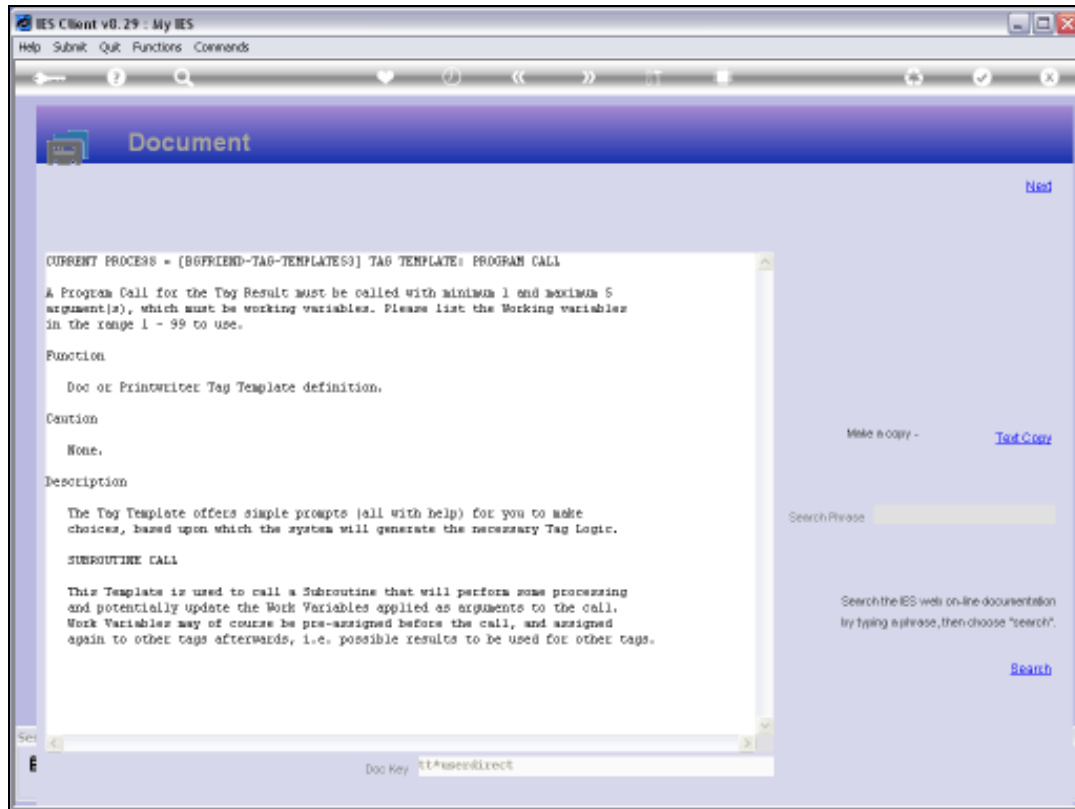 IES Client v8.29 : My IES
Help Submit Quit Functions Commands
Document
Next
CURRENT PROCESS = [BGFRIEND-TAG-TEMPLATES3] TAG TEMPLATE: PROGRAM CALL
A Program Call for the Tag Result must be called with minimum 1 and maximum 5
argument(s), which must be working variables. Please list the Working variables
in the range 1 - 99 to use.
Function
Doc or Printwriter Tag Template definition.
Caution
None.
Description
The Tag Template offers simple prompts (all with help) for you to make
choices, based upon which the system will generate the necessary Tag Logic.
SUBROUTINE CALL
This Template is used to call a Subroutine that will perform some processing
and potentially update the Work Variables applied as arguments to the call.
Work Variables may of course be pre-assigned before the call, and assigned
again to other tags afterwards, i.e. possible results to be used for other tags.
Make a copy -
Text Copy
Search Phrase
Search the IES web on-line documentation
by typing a phrase, then choose "search".
Search
Doc Key tt*userdirect